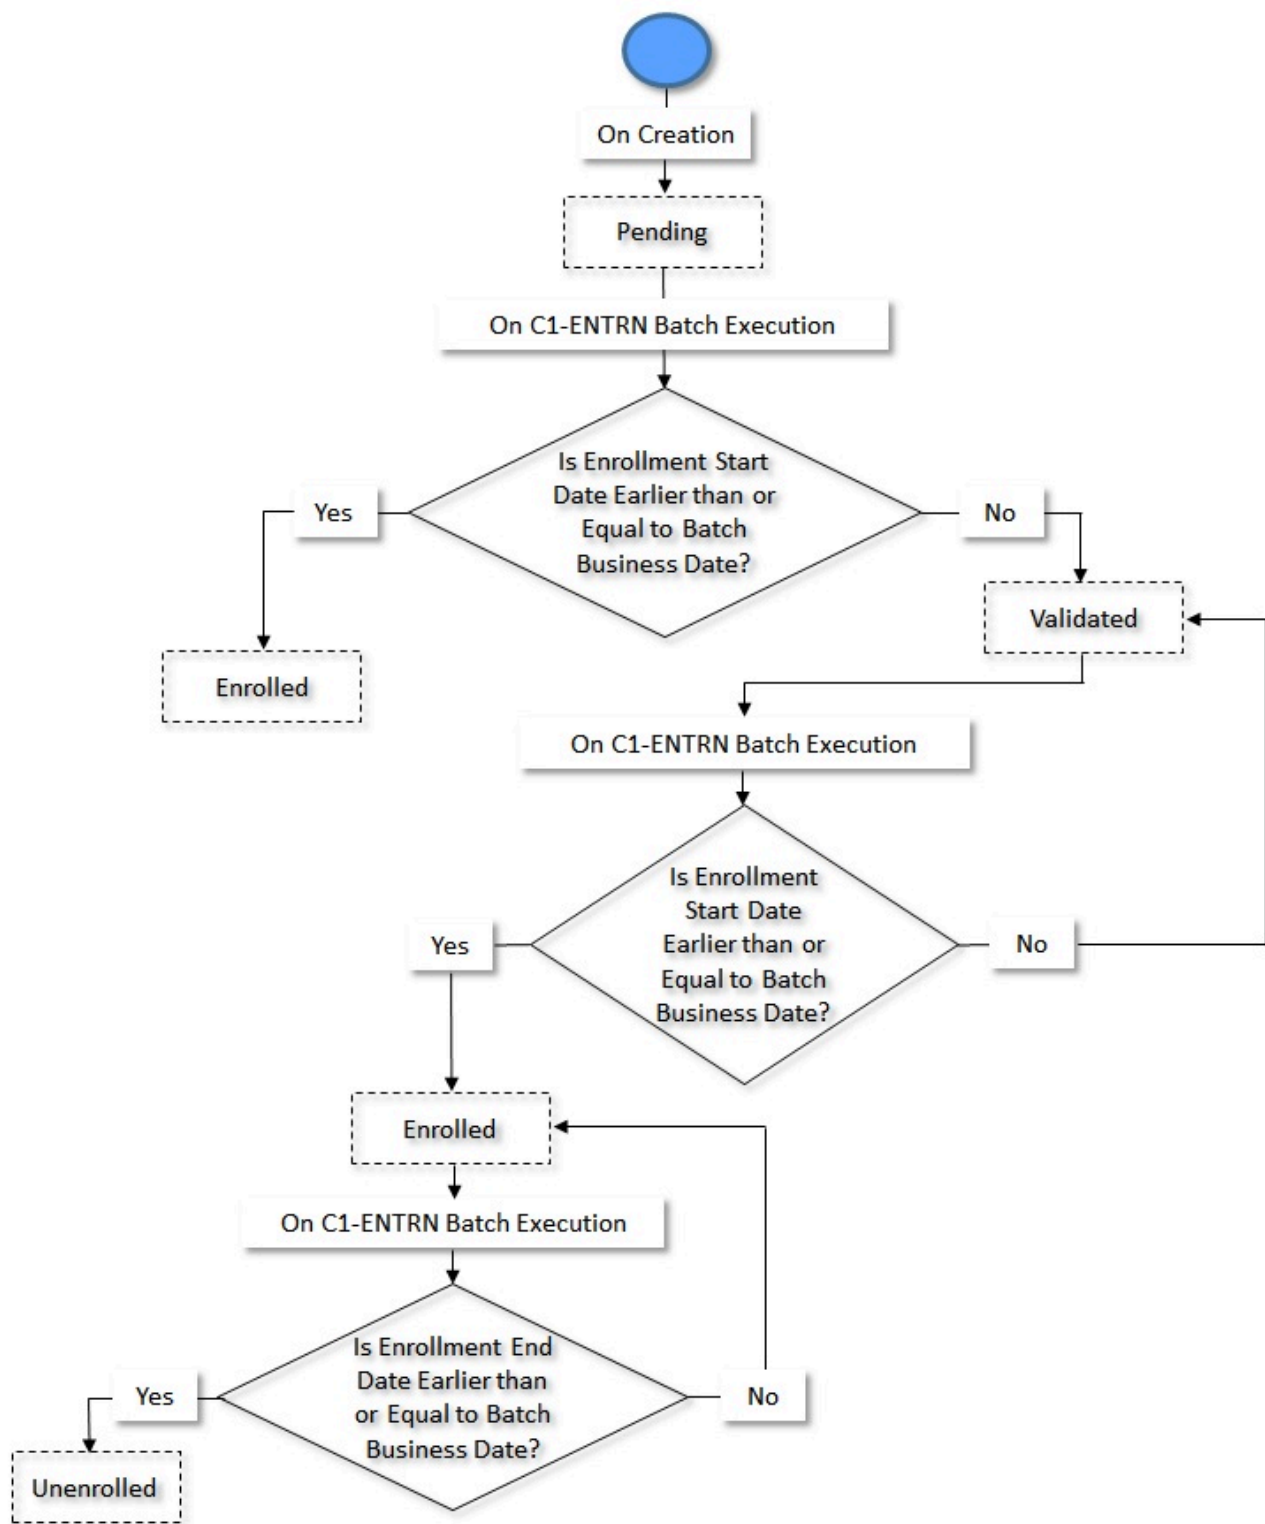 On Creation
Pending
On C1-ENTRN Batch Execution
Is Enrollment Start
Date Earlier than or
Equal to Batch
Business Date?
Yes
No
Validated
Enrolled
On C1-ENTRN Batch Execution
Is Enrollment
Start Date
Earlier than or
Equal to Batch
Business Date?
Yes
No
Enrolled
On C1-ENTRN Batch Execution
Is Enrollment End
Date Earlier than
or Equal to Batch
Business Date?
Yes
No
Unenrolled